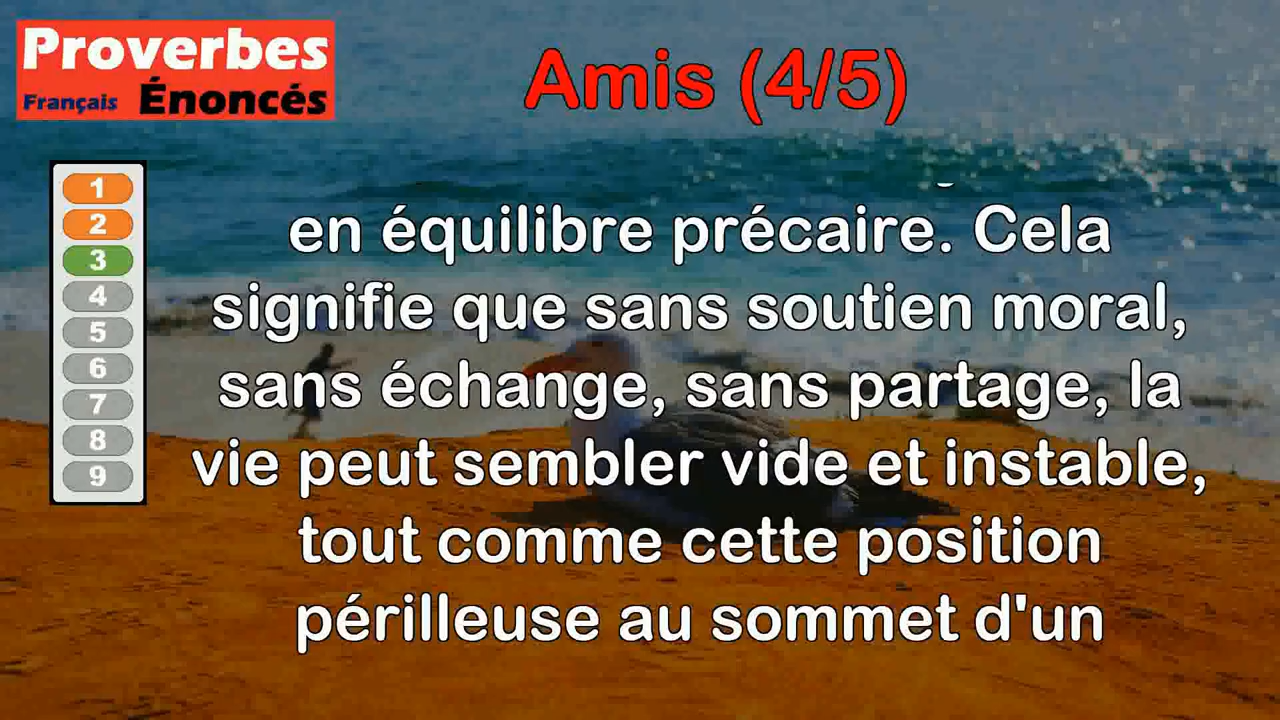 Proverbes
Français Énoncés
Amis (4/5)
1
2
3
4
5
6
7
8
9
en équilibre précaire. Cela
signifie que sans soutien moral,
sans échange, sans partage, la
vie peut sembler vide et instable,
tout comme cette position
périlleuse au sommet d'un